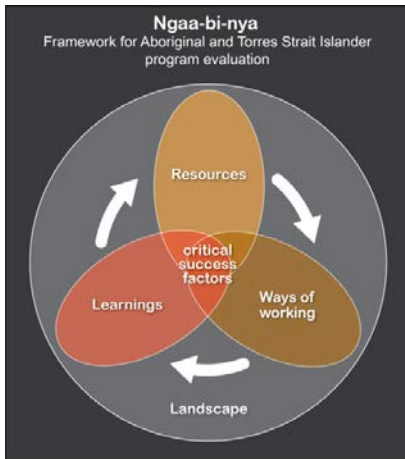 Ngaa-bi-nya
Framework for Aboriginal and Torres Strait Islander
program evaluation
Resources
critical
success
factors
Learnings
Ways of
working
Landscape